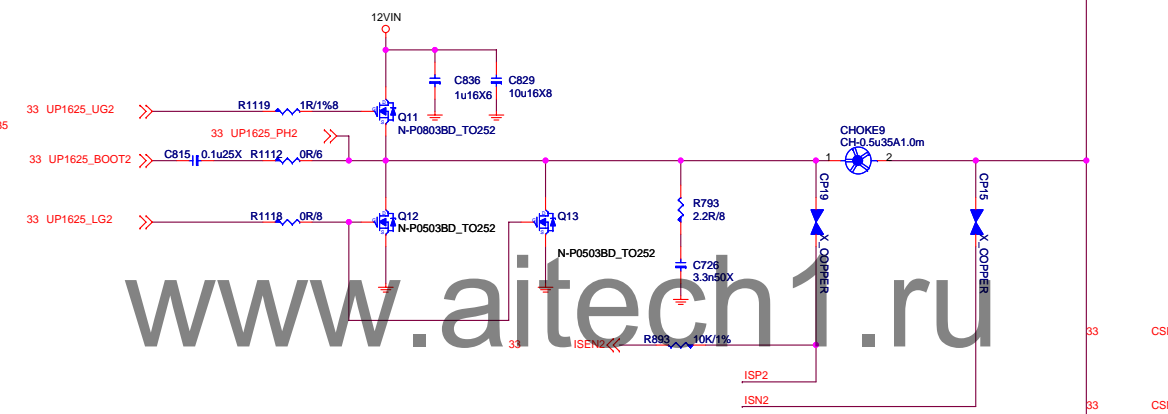 12VIN
C836
1u16X6
C829
10u16X8
33 UP1625_UG2
R1119
1R/1%8
Q11
N-P0803BD_TO252
35
33 UP1625_PH2
33 UP1625_BOOT2
C815
0.1u25X
R1112
0R/6
CHOKE9
CH-0.5u35A1.0m
1
2
33 UP1625_LG2
R1118
0R/8
Q12
N-P0503BD_TO252
Q13
N-P0503BD_TO252
R793
2.2R/8
C726
3.3n50X
CP19
X_COPPER
CP15
X_COPPER
www.aitech1.ru
33
ISEN2
R893
10K/1%
ISP2
ISN2
33
CS
33
CS